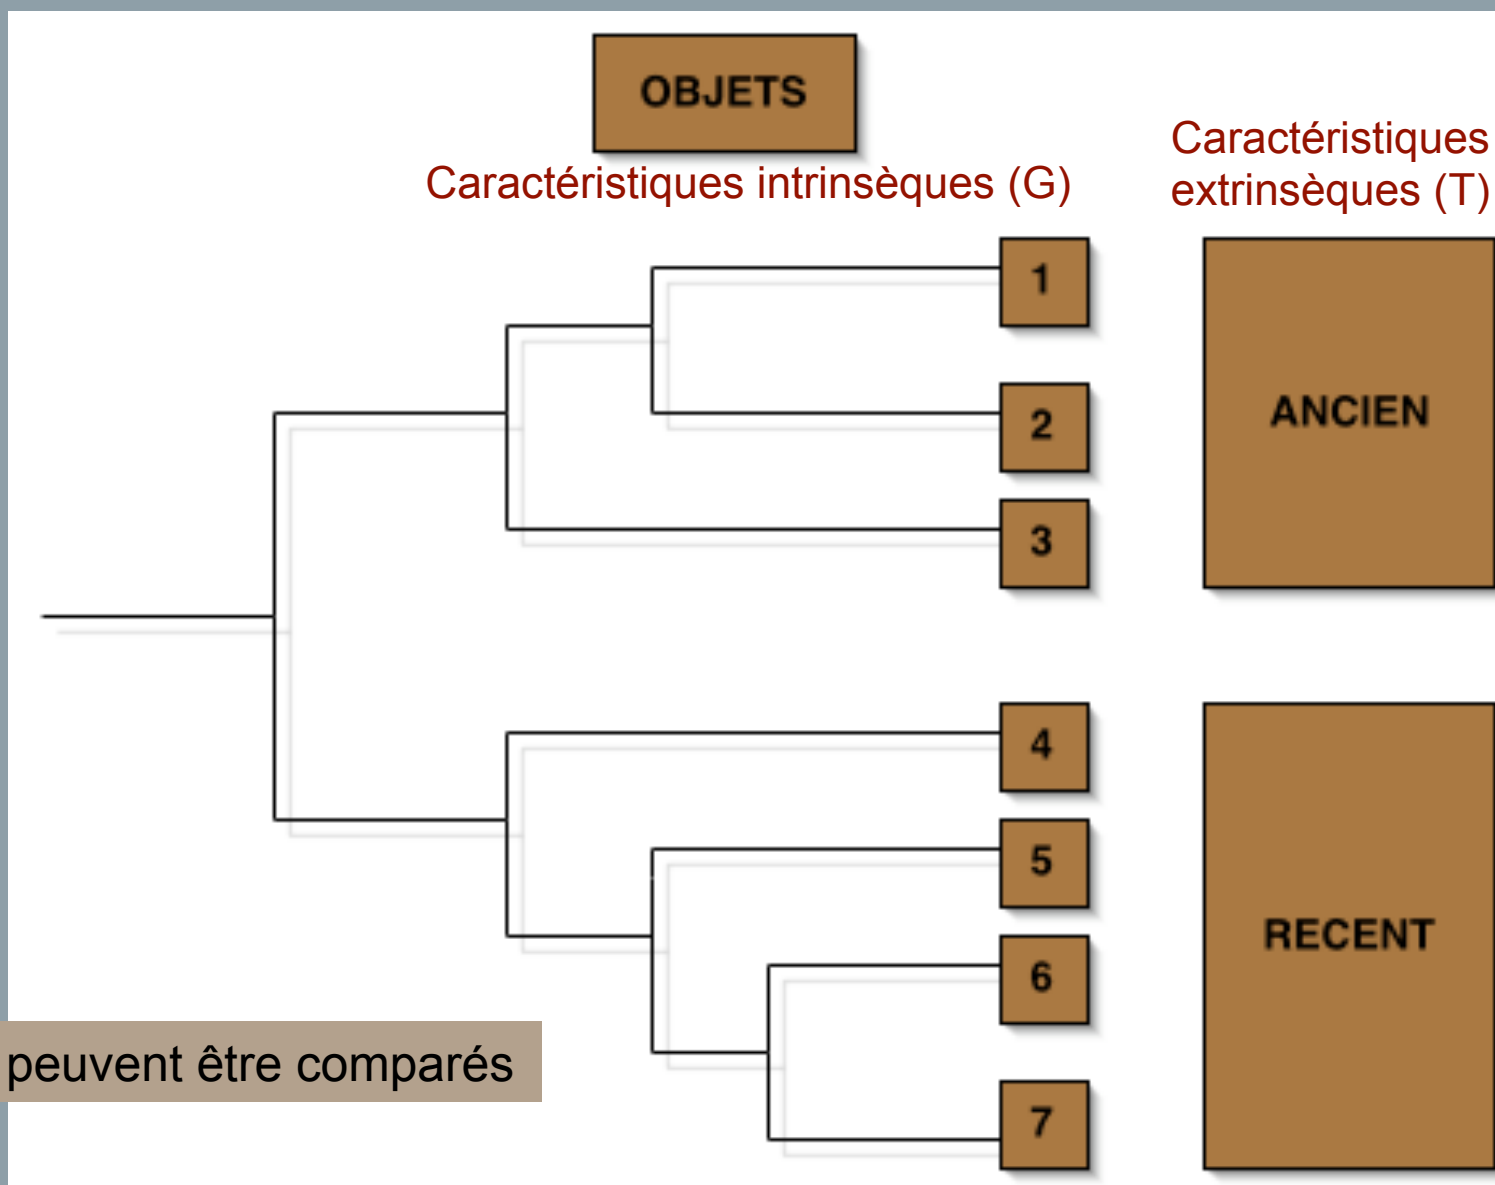 OBJETS
Caractéristiques intrinsèques (G)
Caractéristiques
extrinsèques (T)
1
2
3
ANCIEN
4
5
6
7
RECENT
peuvent être comparés